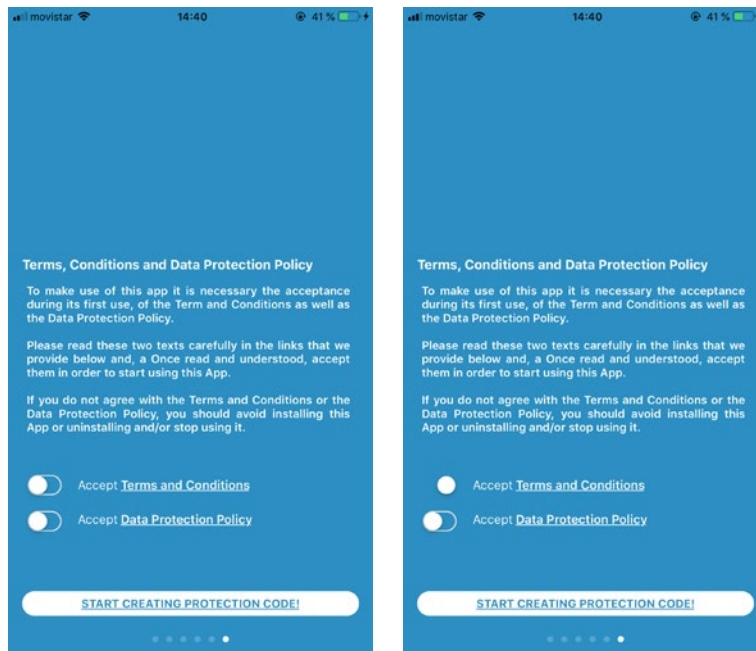 movistar 14:40 41 %
Terms, Conditions and Data Protection Policy
To make use of this app it is necessary the acceptance
during its first use, of the Term and Conditions as well as
the Data Protection Policy.
Please read these two texts carefully in the links that we
provide below and, a Once read and understood, accept
them in order to start using this App.
If you do not agree with the Terms and Conditions or the
Data Protection Policy, you should avoid installing this
App or uninstalling and/or stop using it.
Accept Terms and Conditions
Accept Data Protection Policy
START CREATING PROTECTION CODE!
movistar 14:40 41 %
Terms, Conditions and Data Protection Policy
To make use of this app it is necessary the acceptance
during its first use, of the Term and Conditions as well as
the Data Protection Policy.
Please read these two texts carefully in the links that we
provide below and, a Once read and understood, accept
them in order to start using this App.
If you do not agree with the Terms and Conditions or the
Data Protection Policy, you should avoid installing this
App or uninstalling and/or stop using it.
Accept Terms and Conditions
Accept Data Protection Policy
START CREATING PROTECTION CODE!